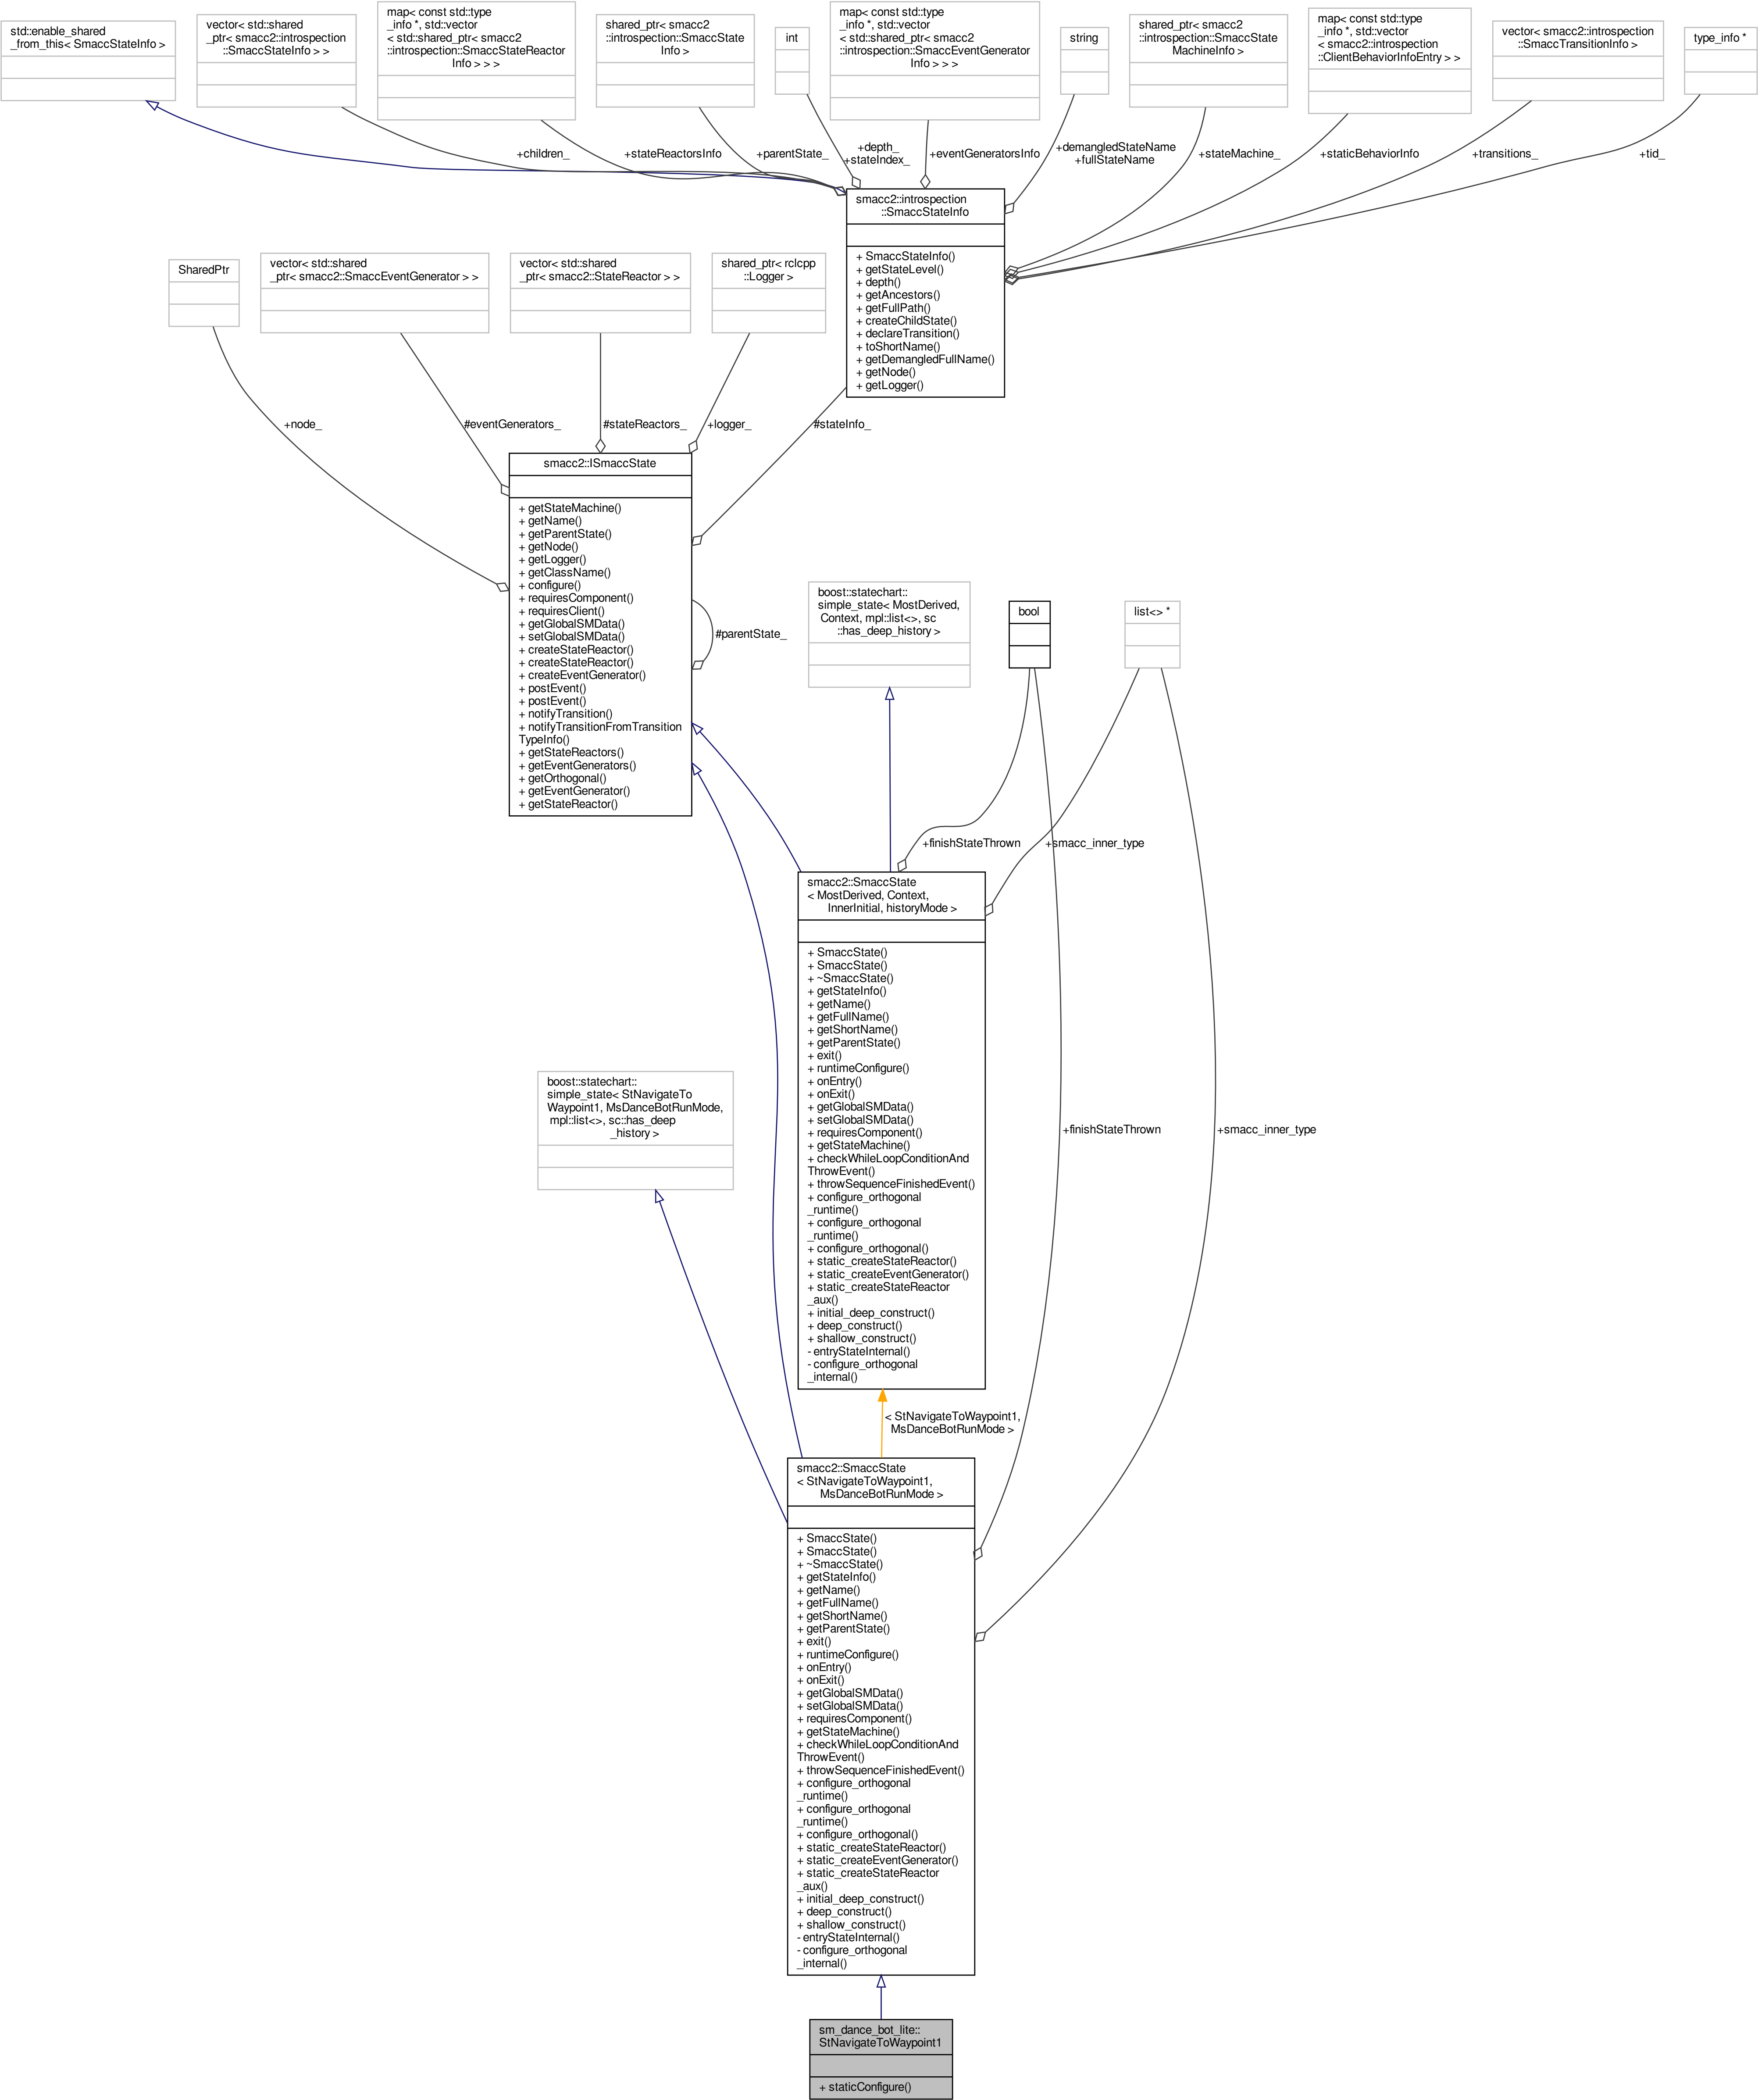 std::enable_shared
_from_this< SmaccStateInfo >
vector< std::shared
_ptr< smacc2::introspection
::SmaccStateInfo > >
map< const std::type
_info *, std::vector
< std::shared_ptr< smacc2
::introspection::SmaccStateReactor
Info > > >
shared_ptr< smacc2
::introspection::SmaccState
Info >
int
map< const std::type
_info *, std::vector
< std::shared_ptr< smacc2
::introspection::SmaccEventGenerator
Info > > >
string
shared_ptr< smacc2
::introspection::SmaccState
MachineInfo >
map< const std::type
_info *, std::vector
< smacc2::introspection
::ClientBehaviorInfoEntry > >
vector< smacc2::introspection
::SmaccTransitionInfo >
type_info *
+children_
+stateReactorsInfo
+parentState_
+depth_
+stateIndex_
+eventGeneratorsInfo
+demangledStateName
+fullStateName
+stateMachine_
+staticBehaviorInfo
+transitions_
+tid_
smacc2::introspection
::SmaccStateInfo
+ SmaccStateInfo()
+ getStateLevel()
+ depth()
+ getAncestors()
+ getFullPath()
+ createChildState()
+ declareTransition()
+ toShortName()
+ getDemangledFullName()
+ getNode()
+ getLogger()
SharedPtr
vector< std::shared
_ptr< smacc2::SmaccEventGenerator > >
vector< std::shared
_ptr< smacc2::StateReactor > >
shared_ptr< rclcpp
::Logger >
+node_
#eventGenerators_
#stateReactors_
+logger_
#stateInfo_
smacc2::ISmaccState
+ getStateMachine()
+ getName()
+ getParentState()
+ getNode()
+ getLogger()
+ getClassName()
+ configure()
+ requiresComponent()
+ requiresClient()
+ getGlobalSMData()
+ setGlobalSMData()
+ createStateReactor()
+ createStateReactor()
+ createEventGenerator()
+ postEvent()
+ postEvent()
+ notifyTransition()
+ notifyTransitionFromTransition
TypeInfo()
+ getStateReactors()
+ getEventGenerators()
+ getOrthogonal()
+ getEventGenerator()
+ getStateReactor()
#parentState_
boost::statechart::
simple_state< MostDerived,
Context, mpl::list<>, sc
::has_deep_history >
bool
list<> *
+finishStateThrown
+smacc_inner_type
smacc2::SmaccState
< MostDerived, Context,
InnerInitial, historyMode >
+ SmaccState()
+ SmaccState()
+ ~SmaccState()
+ getStateInfo()
+ getName()
+ getFullName()
+ getShortName()
+ getParentState()
+ exit()
+ runtimeConfigure()
+ onEntry()
+ onExit()
+ getGlobalSMData()
+ setGlobalSMData()
+ requiresComponent()
+ getStateMachine()
+ checkWhileLoopConditionAnd
ThrowEvent()
+ throwSequenceFinishedEvent()
+ configure_orthogonal
_runtime()
+ configure_orthogonal
_runtime()
+ configure_orthogonal()
+ static_createStateReactor()
+ static_createEventGenerator()
+ static_createStateReactor
_aux()
+ initial_deep_construct()
+ deep_construct()
+ shallow_construct()
- entryStateInternal()
- configure_orthogonal
_internal()
boost::statechart::
simple_state< StNavigateTo
Waypoint1, MsDanceBotRunMode,
mpl::list<>, sc::has_deep
_history >
+finishStateThrown
+smacc_inner_type
< StNavigateToWaypoint1,
MsDanceBotRunMode >
smacc2::SmaccState
< StNavigateToWaypoint1,
MsDanceBotRunMode >
+ SmaccState()
+ SmaccState()
+ ~SmaccState()
+ getStateInfo()
+ getName()
+ getFullName()
+ getShortName()
+ getParentState()
+ exit()
+ runtimeConfigure()
+ onEntry()
+ onExit()
+ getGlobalSMData()
+ setGlobalSMData()
+ requiresComponent()
+ getStateMachine()
+ checkWhileLoopConditionAnd
ThrowEvent()
+ throwSequenceFinishedEvent()
+ configure_orthogonal
_runtime()
+ configure_orthogonal
_runtime()
+ configure_orthogonal()
+ static_createStateReactor()
+ static_createEventGenerator()
+ static_createStateReactor
_aux()
+ initial_deep_construct()
+ deep_construct()
+ shallow_construct()
- entryStateInternal()
- configure_orthogonal
_internal()
sm_dance_bot_lite::
StNavigateToWaypoint1
+ staticConfigure()